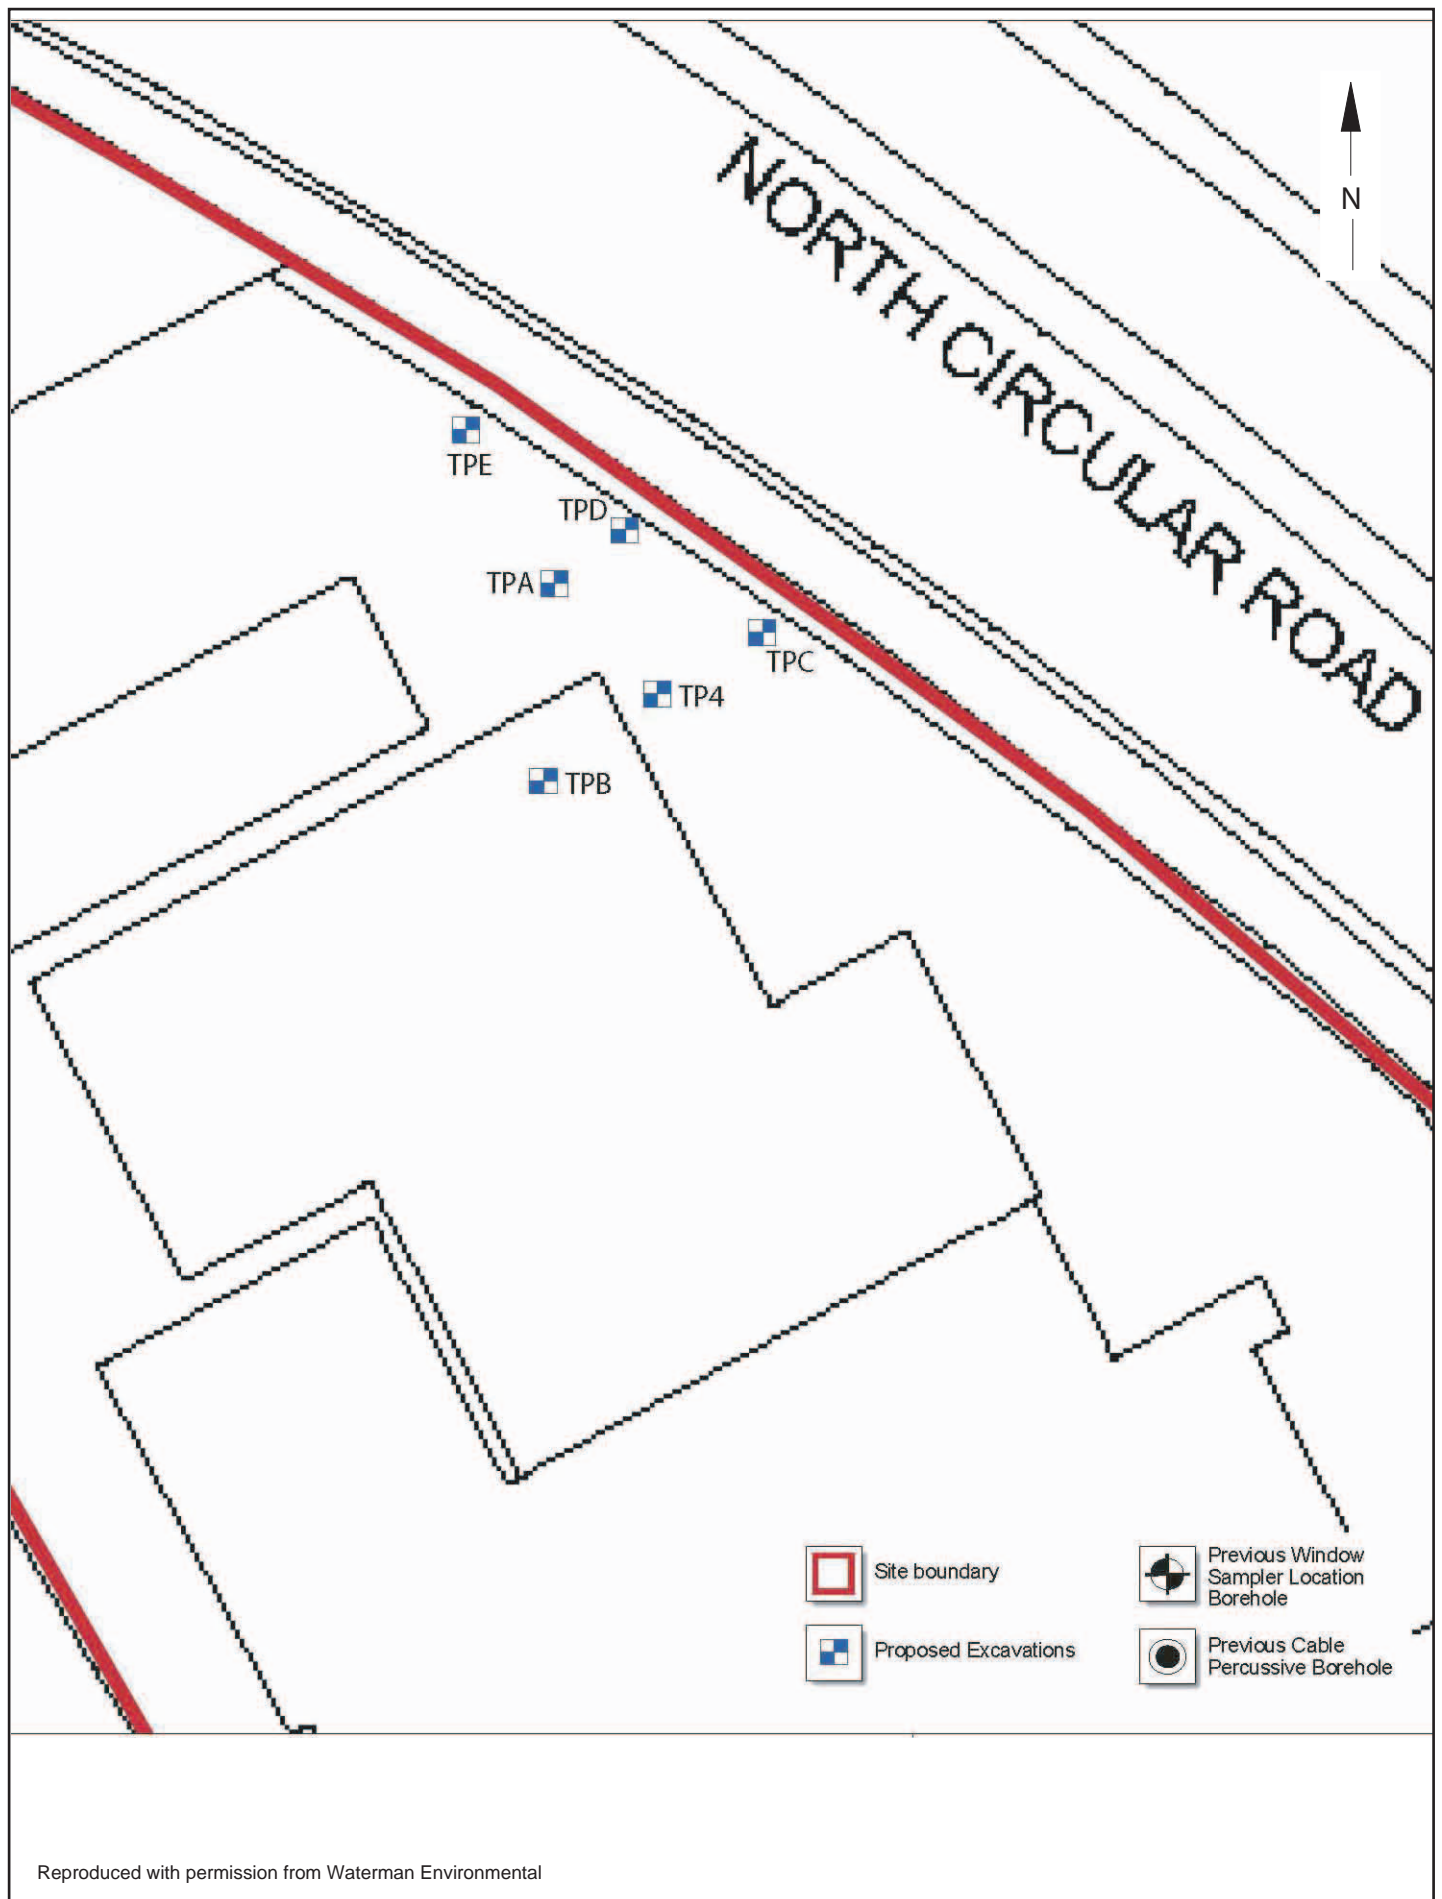 N
NORTH CIRCULAR ROAD
TPE
TPD
TPA
TPC
TP4
TPB
Site boundary
Proposed Excavations
Previous Window
Sampler Location
Borehole
Previous Cable
Percussive Borehole
Reproduced with permission from Waterman Environmental